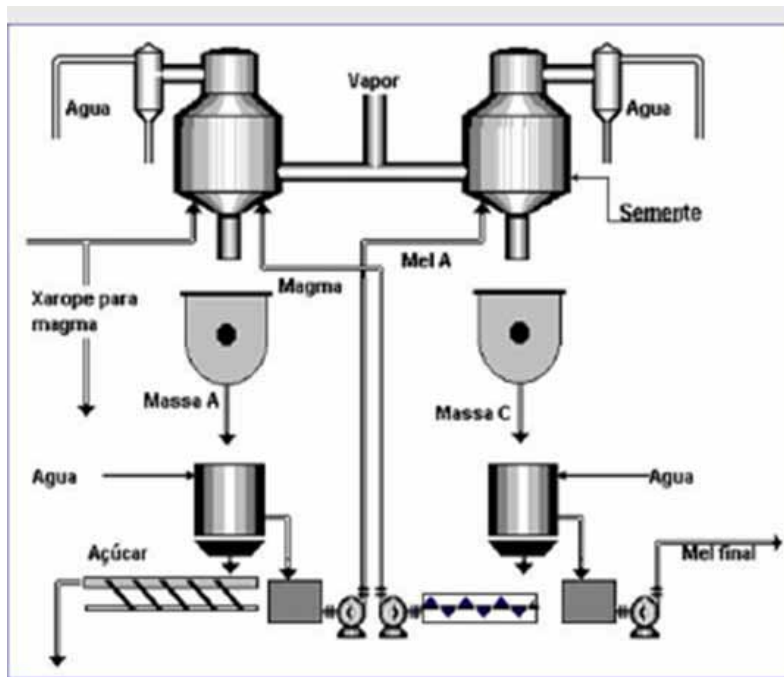 Vapor
Agua
Agua
Semente
Mel A
Magma
Xarope para
magma
Massa A
Massa C
Agua
Agua
Açúcar
Mel final